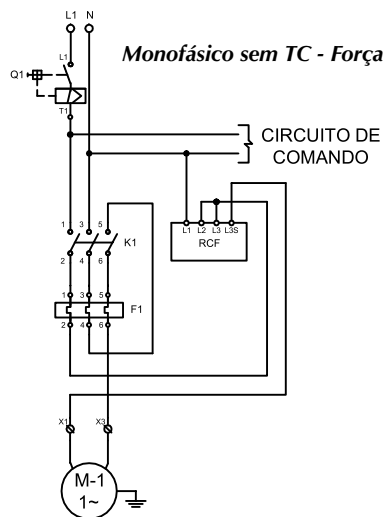 L1 N
Monofásico sem TC - Força
L1
Q1
T1
CIRCUITO DE
COMANDO
L1 L2 L3 L3S
RCF
1 3 5
K1
2 4 6
1 3 5
F1
2 4 6
X1 X3
M-1
1~